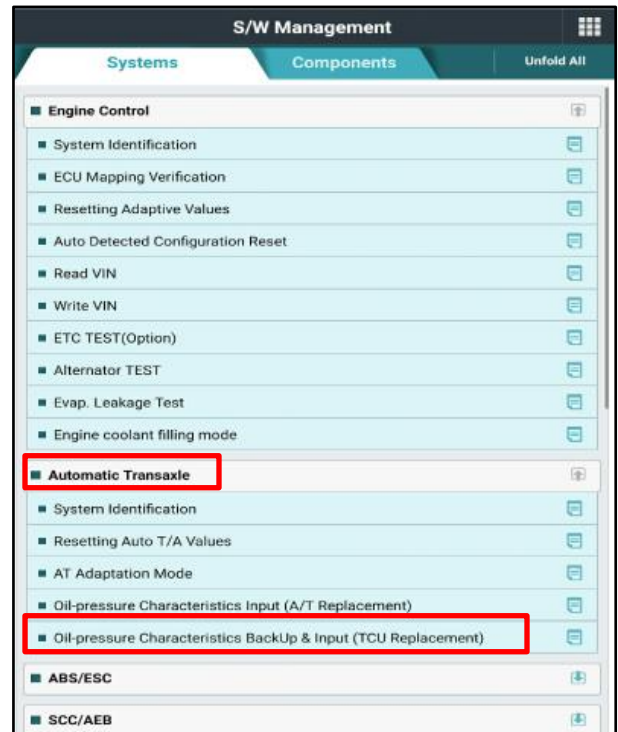 S/W Management
Systems Components Unfold All
Engine Control
System Identification
ECU Mapping Verification
Resetting Adaptive Values
Auto Detected Configuration Reset
Read VIN
Write VIN
ETC TEST(Option)
Alternator TEST
Evap. Leakage Test
Engine coolant filling mode
Automatic Transaxle
System Identification
Resetting Auto T/A Values
AT Adaptation Mode
Oil-pressure Characteristics Input (A/T Replacement)
Oil-pressure Characteristics BackUp & Input (TCU Replacement)
ABS/ESC
SCC/AEB